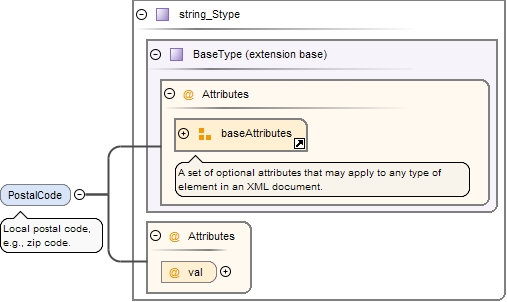 string_Stype
BaseType (extension base)
@ Attributes
baseAttributes
A set of optional attributes that may apply to any type of
element in an XML document.
PostalCode
Local postal code,
e.g., zip code.
@ Attributes
@ val